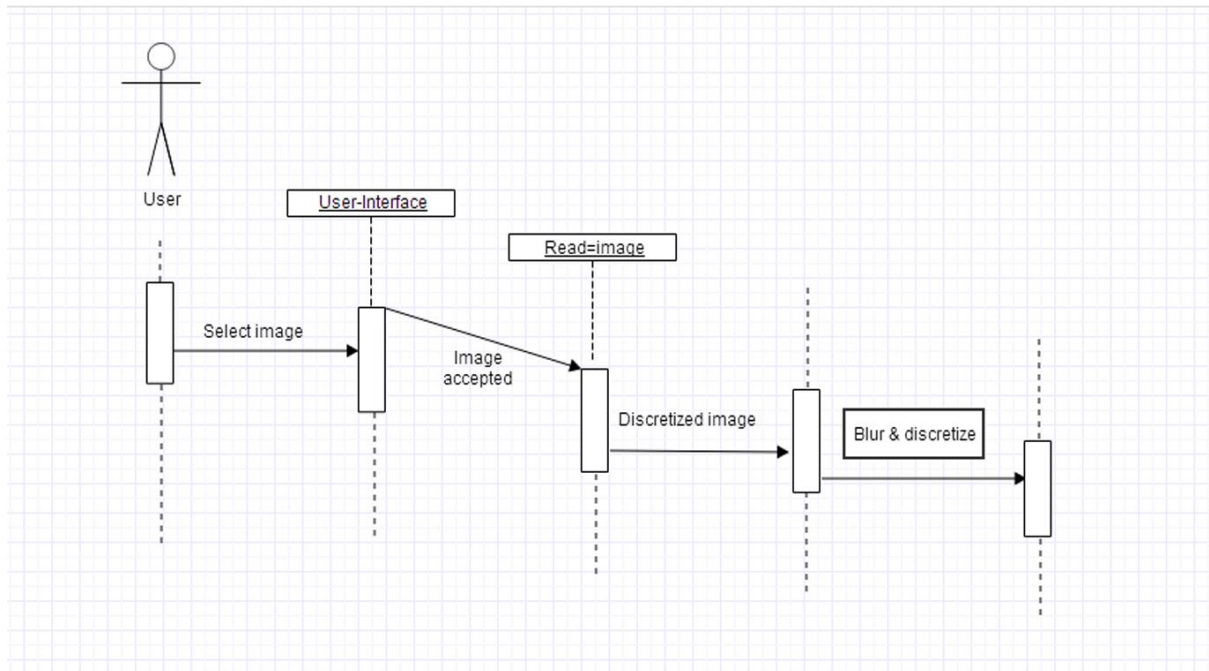 User
User-Interface
Read=image
Select image
Image
accepted
Discretized image
Blur & discretize